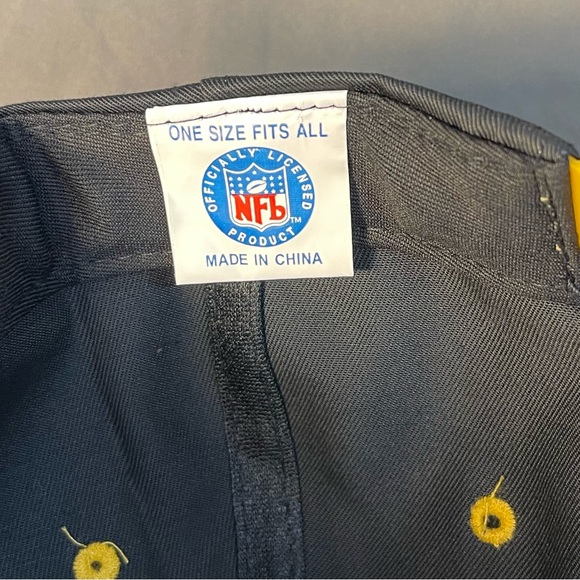 ONE SIZE FITS ALL
OFFICIALLY LICENSED
NFL
TM
PRODUCT
MADE IN CHINA